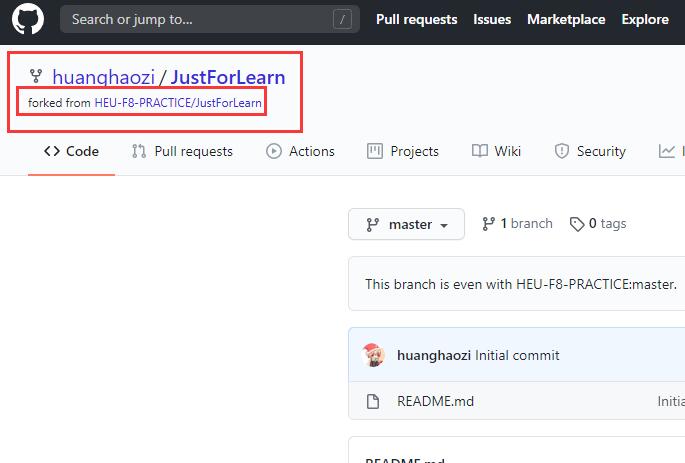 Search or jump to... / Pull requests Issues Marketplace Explore
huanghaozi / JustForLearn
forked from HEU-F8-PRACTICE/JustForLearn
Code Pull requests Actions Projects Wiki Security
master 1 branch 0 tags
This branch is even with HEU-F8-PRACTICE:master.
huanghaozi Initial commit
README.md Initia
README.md